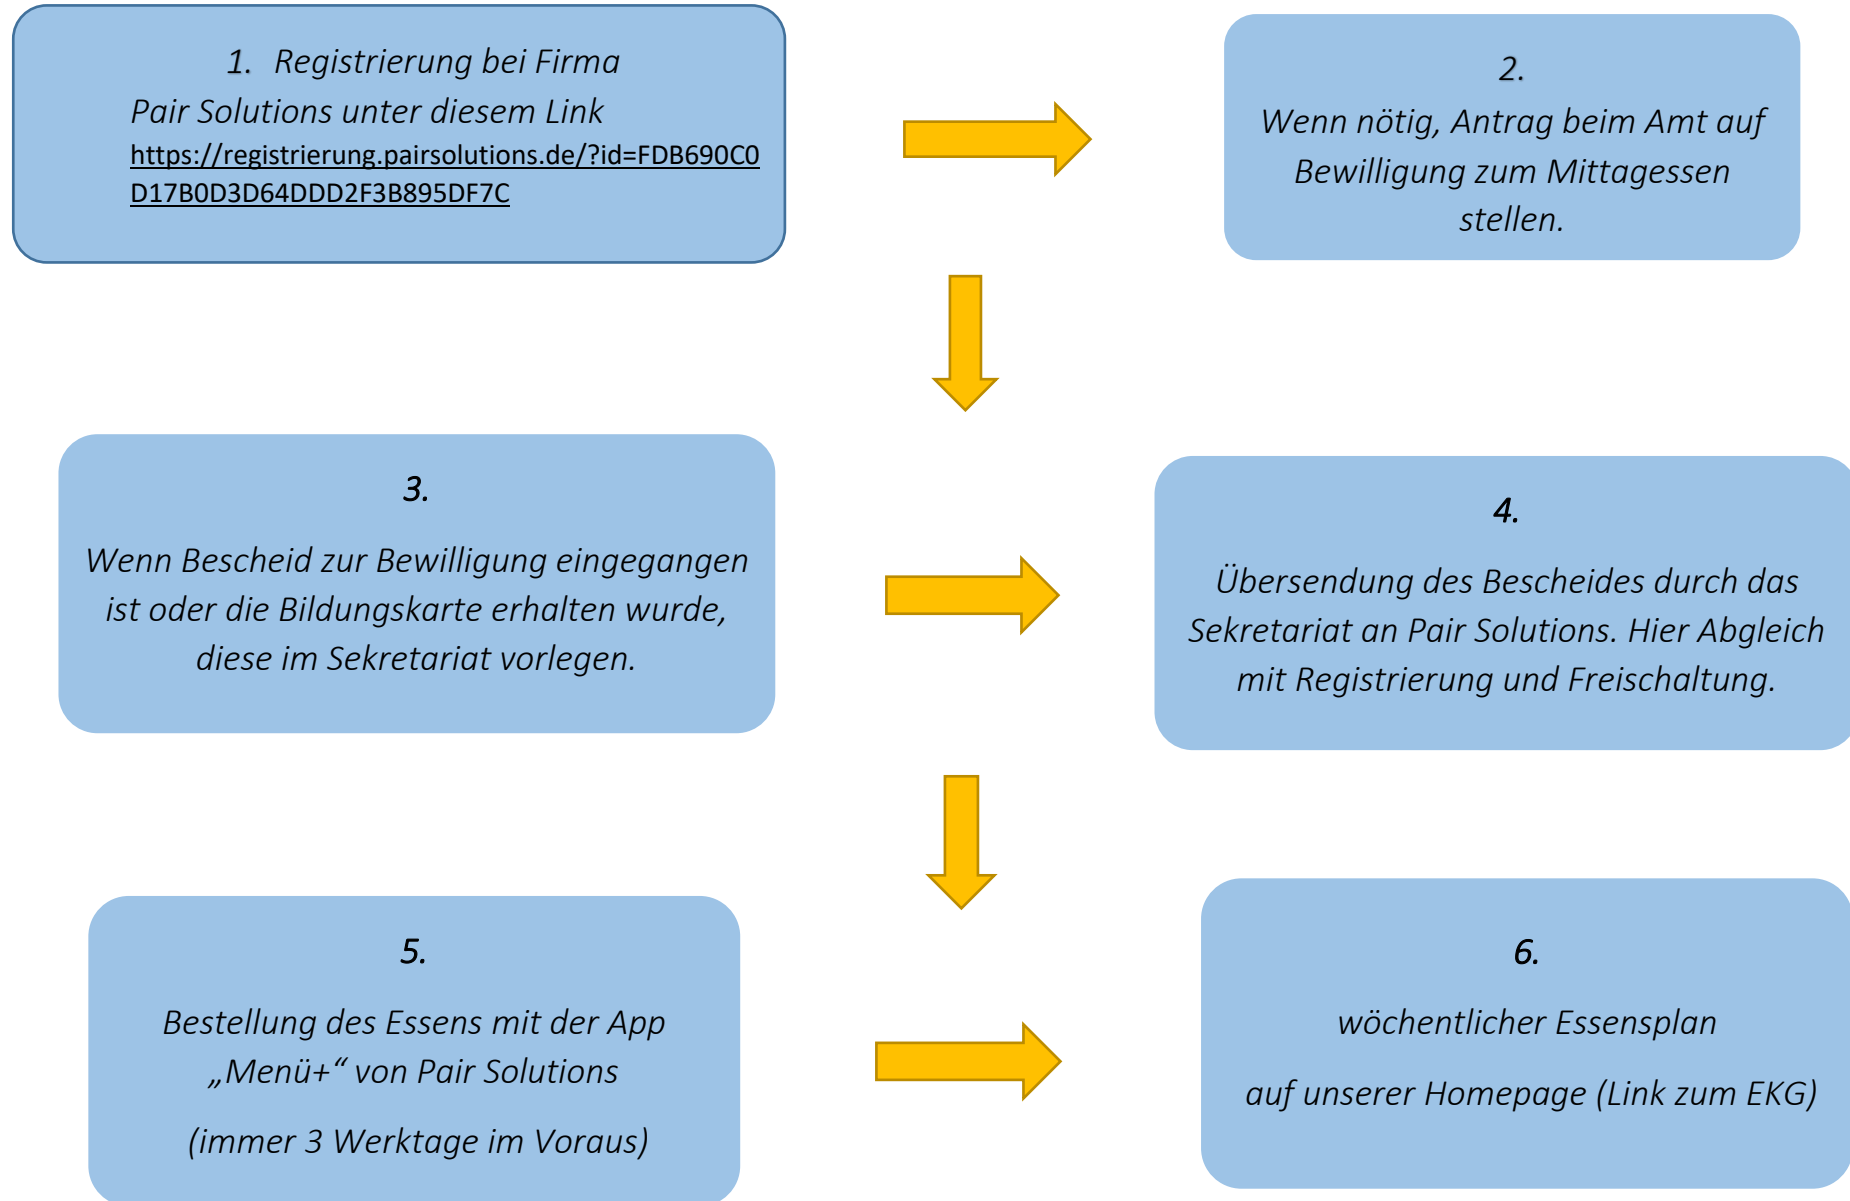 1. Registrierung bei Firma
Pair Solutions unter diesem Link
https://registrierung.pairsolutions.de/?id=FDB690C0
D17B0D3D64DDD2F3B895DF7C
2.
Wenn nötig, Antrag beim Amt auf
Bewilligung zum Mittagessen
stellen.
3.
Wenn Bescheid zur Bewilligung eingegangen
ist oder die Bildungskarte erhalten wurde,
diese im Sekretariat vorlegen.
4.
Übersendung des Bescheides durch das
Sekretariat an Pair Solutions. Hier Abgleich
mit Registrierung und Freischaltung.
5.
Bestellung des Essens mit der App
„Menü+“ von Pair Solutions
(immer 3 Werktage im Voraus)
6.
wöchentlicher Essensplan
auf unserer Homepage (Link zum EKG)